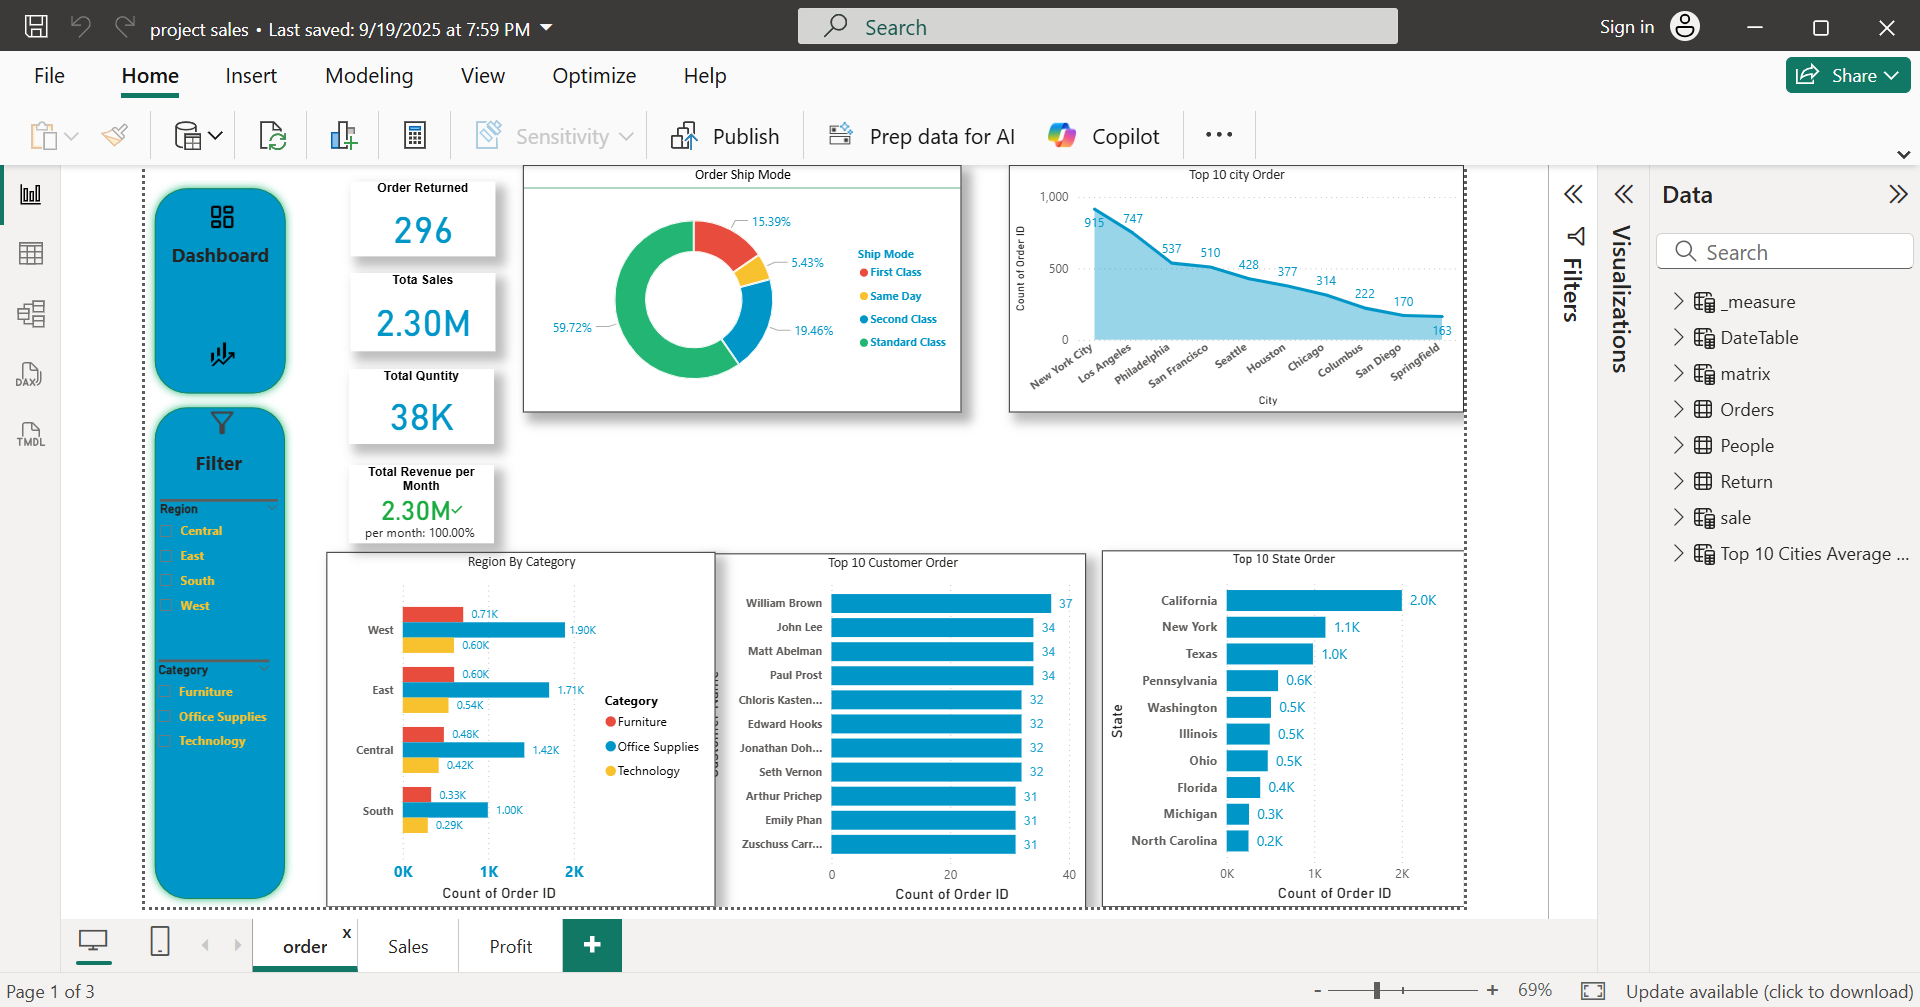 project sales • Last saved: 9/19/2025 at 7:59 PM
Search
Sign in
File
Home
Insert
Modeling
View
Optimize
Help
Share
Sensitivity
Publish
Prep data for AI
Copilot
DAX
TMDL
Dashboard
Filter
Region
Central
East
South
West
Category
Furniture
Office Supplies
Technology
Order Returned
296
Tota Sales
2.30M
Total Quntity
38K
Total Revenue per
Month
2.30M
per month: 100.00%
Order Ship Mode
15.39%
5.43%
19.46%
59.72%
Ship Mode
First Class
Same Day
Second Class
Standard Class
Top 10 city Order
Count of Order ID
1,000
500
0
915
747
537
510
428
377
314
222
170
163
New York City
Los Angeles
Philadelphia
San Francisco
Seattle
Houston
Chicago
Columbus
San Diego
Springfield
City
Region By Category
West
0.71K
1.90K
0.60K
East
0.60K
1.71K
0.54K
Central
0.48K
1.42K
0.42K
South
0.33K
1.00K
0.29K
0K
1K
2K
Count of Order ID
Category
Furniture
Office Supplies
Technology
Top 10 Customer Order
William Brown 37
John Lee 34
Matt Abelman 34
Paul Prost 34
Chloris Kasten... 32
Edward Hooks 32
Jonathan Doh... 32
Seth Vernon 32
Arthur Prichep 31
Emily Phan 31
Zuschuss Carr... 31
0
20
40
Count of Order ID
Top 10 State Order
State
California 2.0K
New York 1.1K
Texas 1.0K
Pennsylvania 0.6K
Washington 0.5K
Illinois 0.5K
Ohio 0.5K
Florida 0.4K
Michigan 0.3K
North Carolina 0.2K
0K
1K
2K
Count of Order ID
Filters
Visualizations
Data
Search
_measure
DateTable
matrix
Orders
People
Return
sale
Top 10 Cities Average ...
order
x
Sales
Profit
+
Page 1 of 3
- + 69%
Update available (click to download)